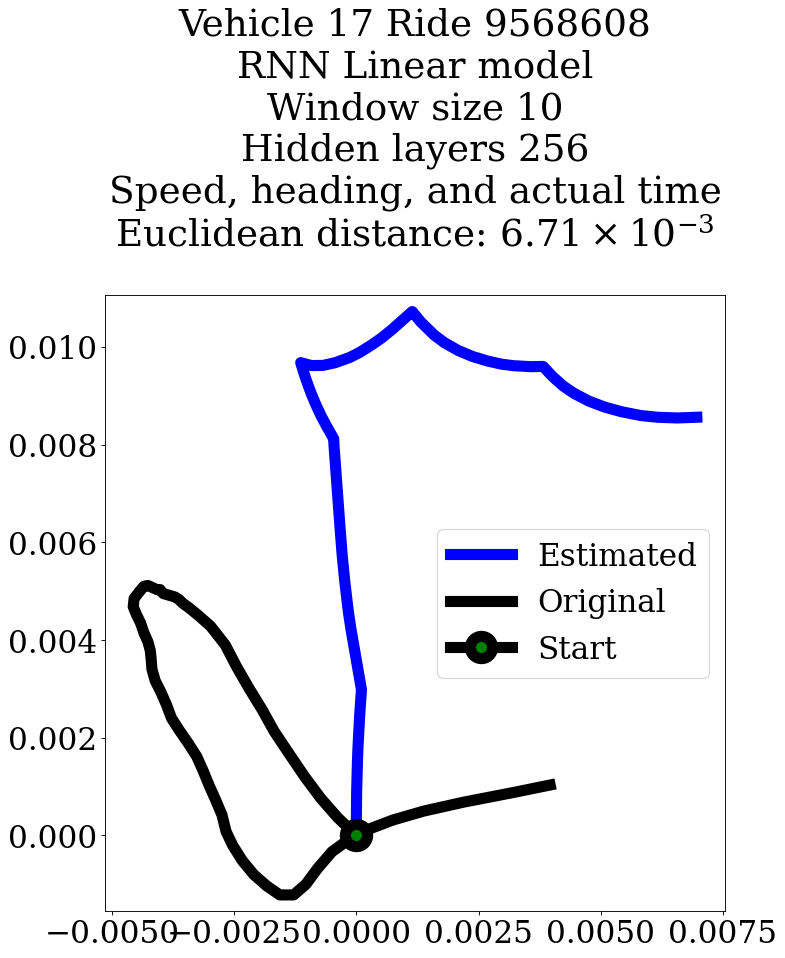 Vehicle 17 Ride 9568608
RNN Linear model
Window size 10
Hidden layers 256
Speed, heading, and actual time
Euclidean distance: 6.71 × 10⁻³
0.010
0.008
0.006
0.004
0.002
0.000
Estimated
Original
Start
−0.0050 −0.0025 0.0000 0.0025 0.0050 0.0075